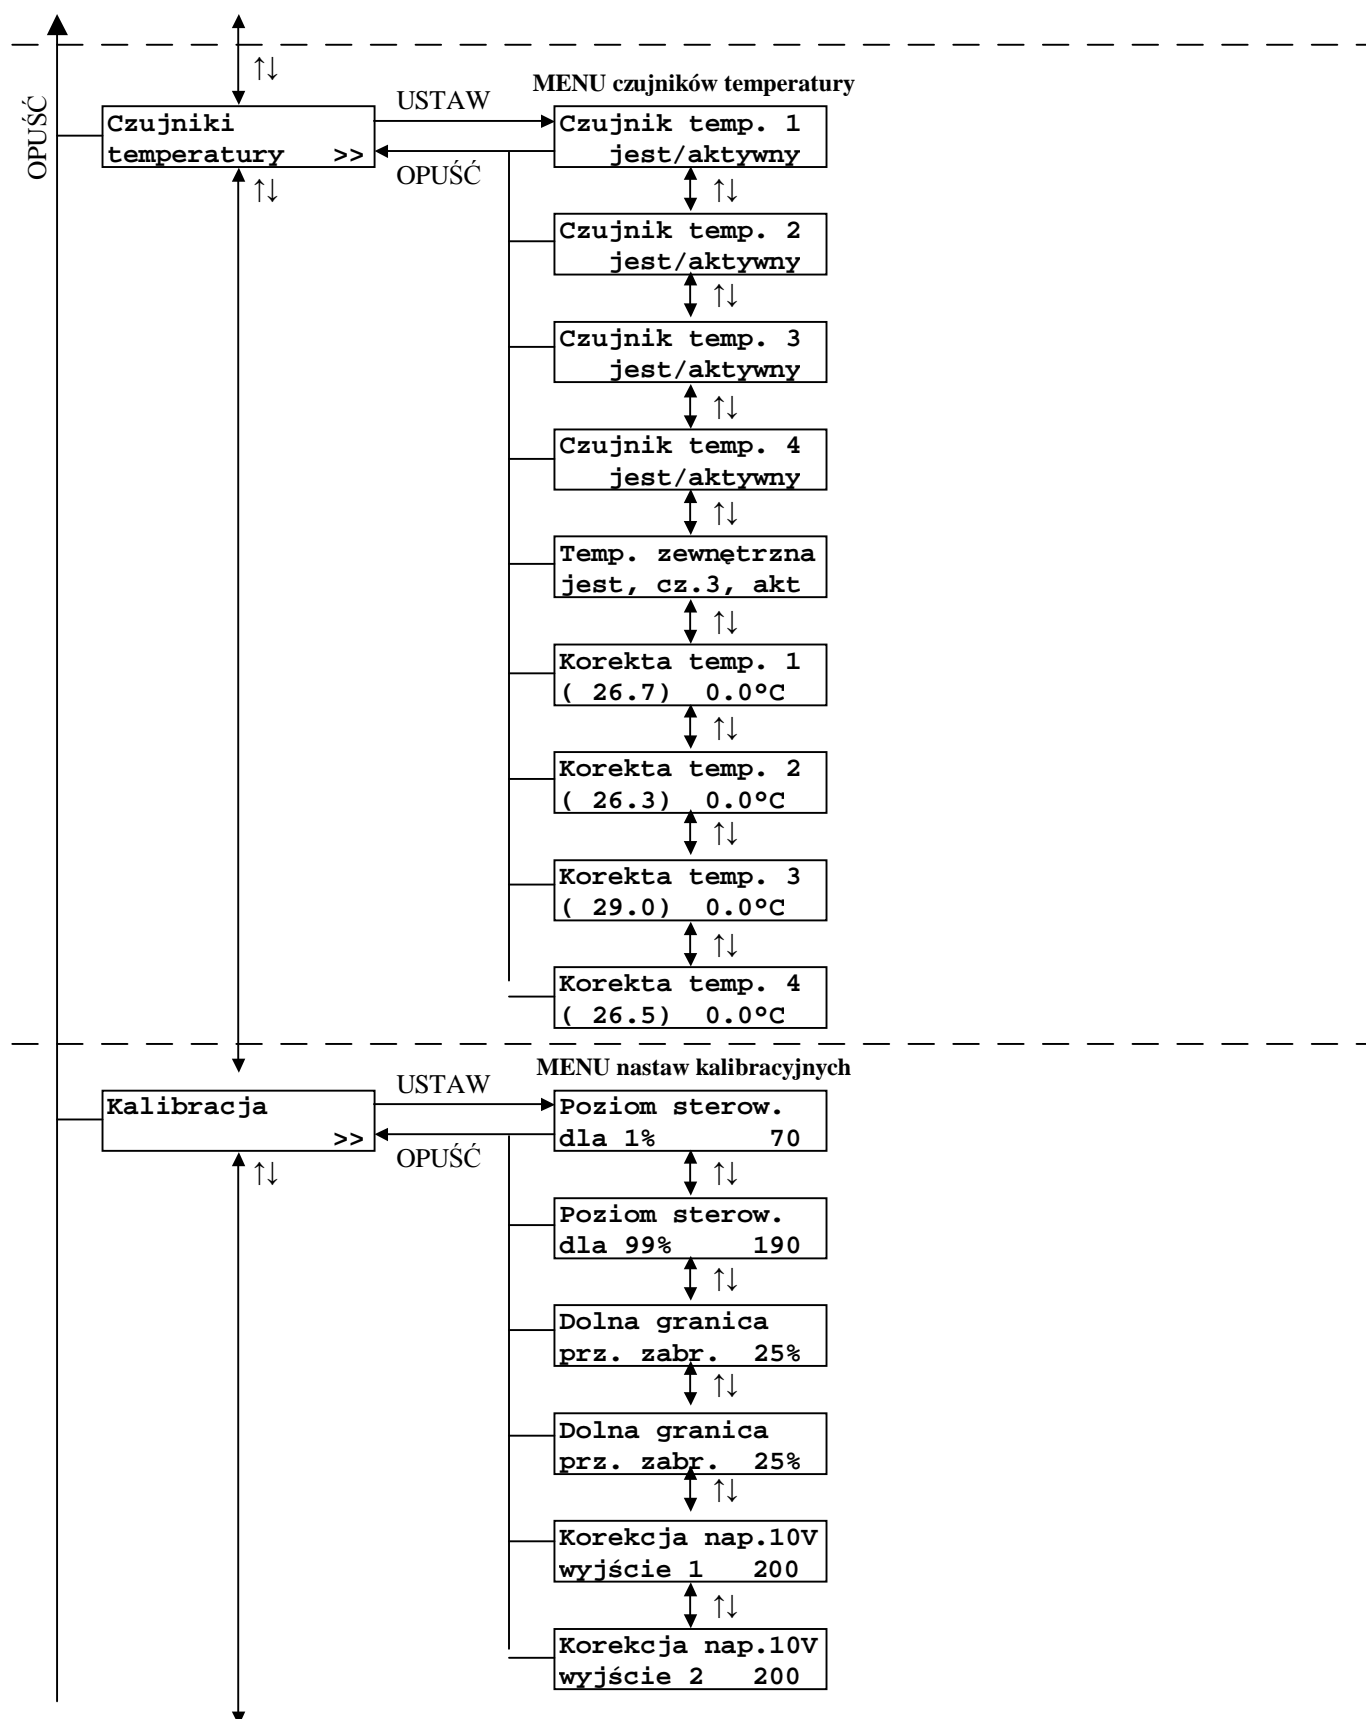 ↑↓
MENU czujników temperatury
OPUŚĆ
USTAW
Czujniki
temperatury >>
OPUŚĆ
↑↓
Czujnik temp. 1
jest/aktywny
↑↓
Czujnik temp. 2
jest/aktywny
↑↓
Czujnik temp. 3
jest/aktywny
↑↓
Czujnik temp. 4
jest/aktywny
↑↓
Temp. zewnętrzna
jest, cz.3, akt
↑↓
Korekta temp. 1
( 26.7) 0.0°C
↑↓
Korekta temp. 2
( 26.3) 0.0°C
↑↓
Korekta temp. 3
( 29.0) 0.0°C
↑↓
Korekta temp. 4
( 26.5) 0.0°C
MENU nastaw kalibracyjnych
USTAW
Kalibracja
>>
OPUŚĆ
↑↓
Poziom sterow.
dla 1% 70
↑↓
Poziom sterow.
dla 99% 190
↑↓
Dolna granica
prz. zabr. 25%
↑↓
Dolna granica
prz. zabr. 25%
↑↓
Korekcja nap.10V
wyjście 1 200
↑↓
Korekcja nap.10V
wyjście 2 200